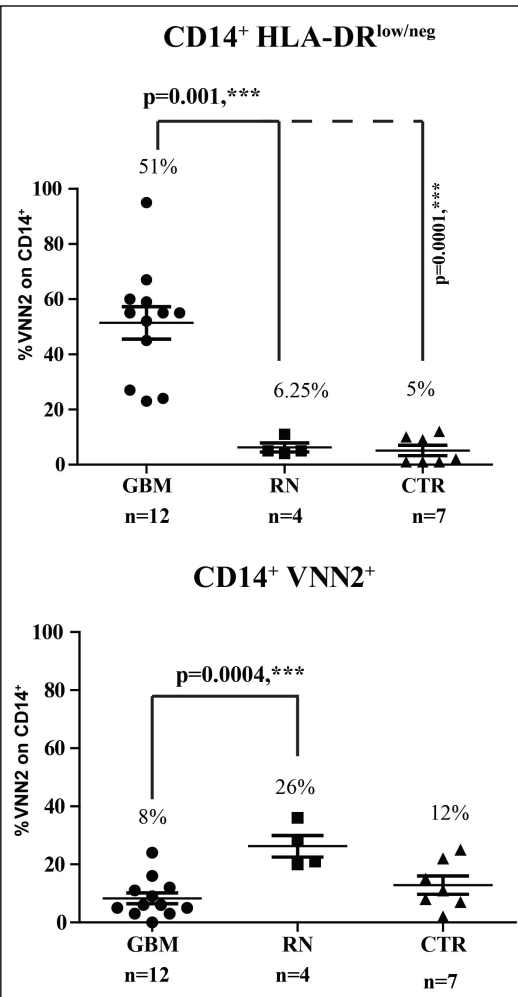 CD14⁺ HLA-DRˡᵒʷ/ⁿᵉᵍ
p=0.001,***
51%
p=0.0001,***
100
80
60
40
20
0
%VNN2 on CD14⁺
6.25%
5%
GBM RN CTR
n=12 n=4 n=7
CD14⁺ VNN2⁺
100
80
60
40
20
0
%VNN2 on CD14⁺
p=0.0004,***
8%
26%
12%
GBM RN CTR
n=12 n=4 n=7